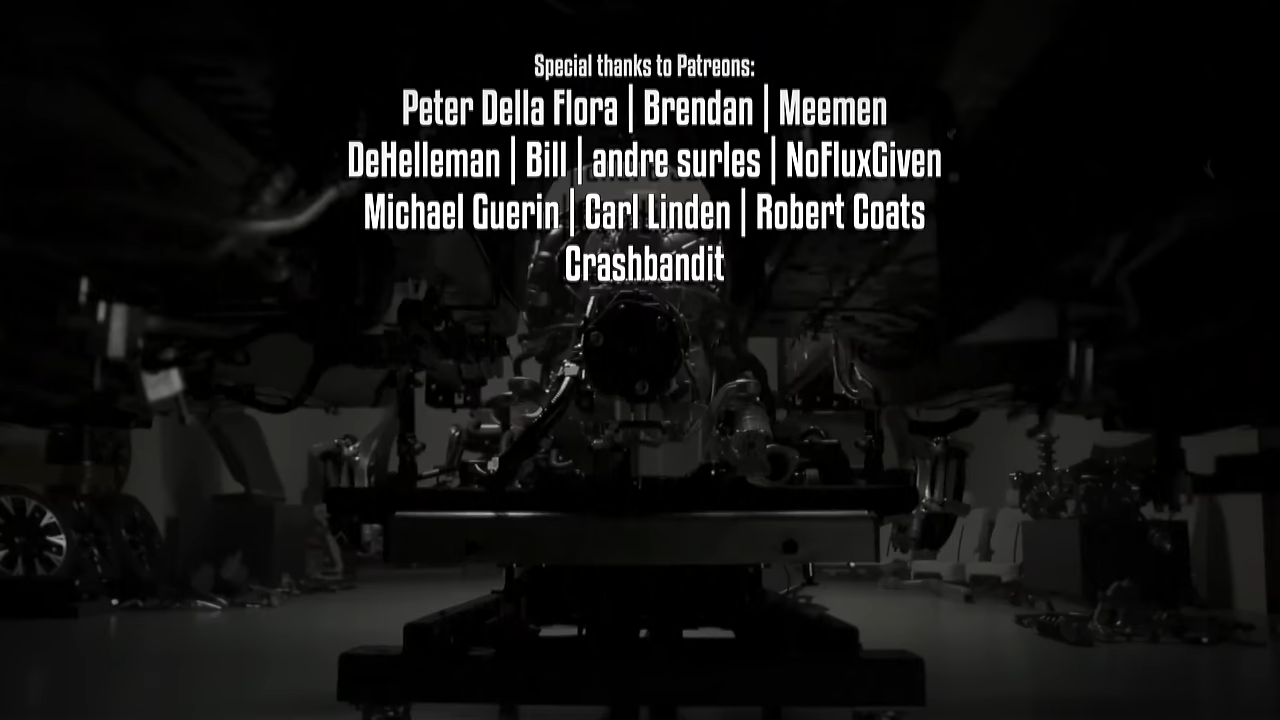 Special thanks to Patreons:
Peter Della Flora | Brendan | Meemen
DeHelleman | Bill | andre surles | NoFluxGiven
Michael Guerin | Carl Linden | Robert Coats
Crashbandit